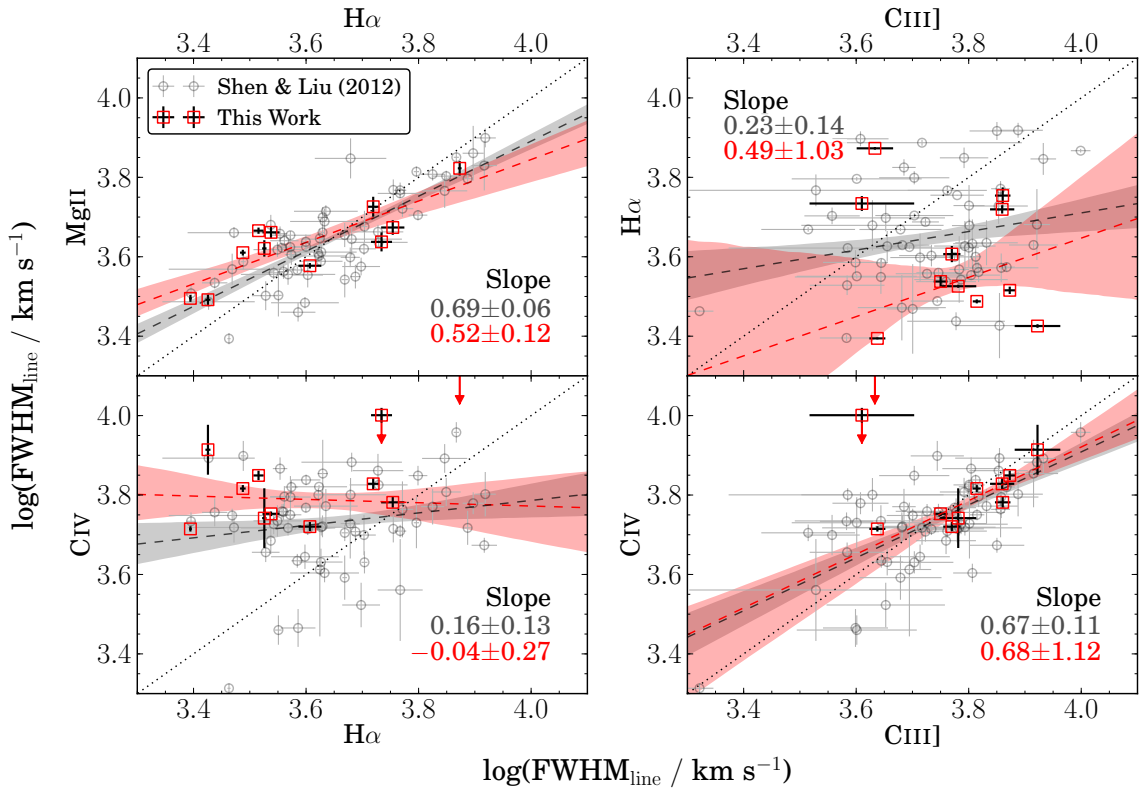 Hα CIII]
3.4 3.6 3.8 4.0 3.4 3.6 3.8 4.0
Shen & Liu (2012)
This Work
4.0
3.8
3.6
3.4
MgII
Slope
0.69±0.06
0.52±0.12
Slope
0.23±0.14
0.49±1.03
4.0
3.8
3.6
3.4
Hα
4.0
3.8
3.6
3.4
CIV
Slope
0.16±0.13
−0.04±0.27
4.0
3.8
3.6
3.4
CIV
Slope
0.67±0.11
0.68±1.12
3.4 3.6 3.8 4.0 3.4 3.6 3.8 4.0
Hα CIII]
log(FWHM_line / km s⁻¹)
log(FWHM_line / km s⁻¹)